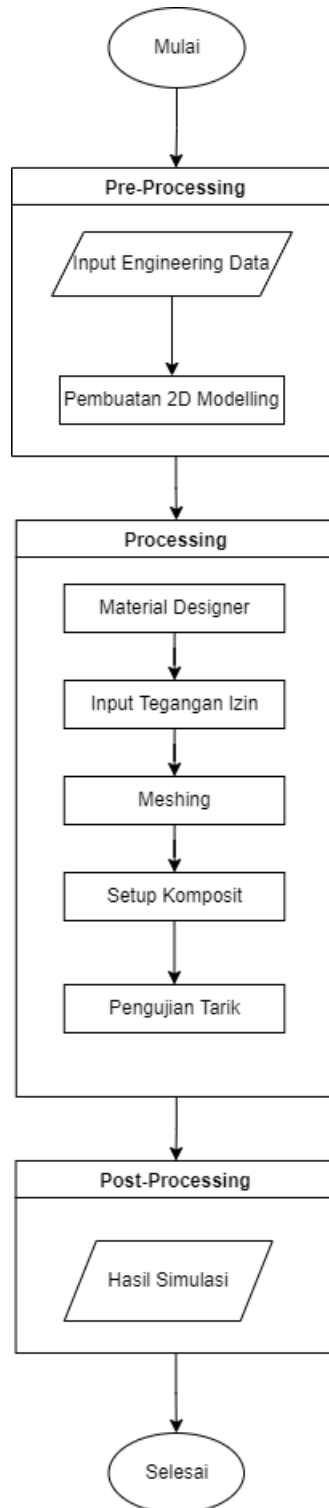 Mulai
Pre-Processing
Input Engineering Data
Pembuatan 2D Modelling
Processing
Material Designer
Input Tegangan Izin
Meshing
Setup Komposit
Pengujian Tarik
Post-Processing
Hasil Simulasi
Selesai